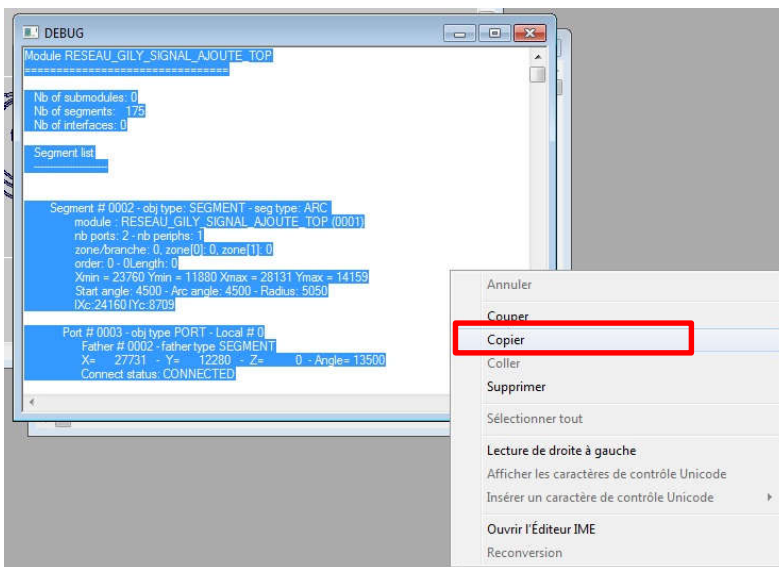 DEBUG
Module RESEAU_GILY_SIGNAL_AJOUTE_TOP
================================
Nb of submodules: 0
Nb of segments: 175
Nb of interfaces: 0
Segment list
--------------------
Segment # 0002 - obj type: SEGMENT - seg type: ARC
module : RESEAU_GILY_SIGNAL_AJOUTE_TOP (0001)
nb ports: 2 - nb periphs: 1
zone/branche: 0, zone[0]: 0, zone[1]: 0
order: 0 - 0Length: 0
Xmin = 23760 Ymin = 11880 Xmax = 28131 Ymax = 14159
Start angle: 4500 - Arc angle: 4500 - Radius: 5050
IXc:24160 IYc:8709
Port # 0003 - obj type PORT - Local # 0
Father # 0002 - father type SEGMENT
X= 27731 - Y= 12280 - Z= 0 - Angle= 13500
Connect status: CONNECTED
Annuler
Couper
Copier
Coller
Supprimer
Sélectionner tout
Lecture de droite à gauche
Afficher les caractères de contrôle Unicode
Insérer un caractère de contrôle Unicode
Ouvrir l'Éditeur IME
Reconversion